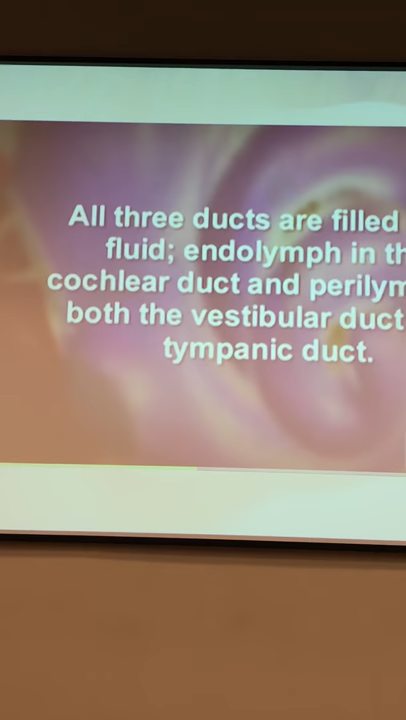 All three ducts are filled
fluid; endolymph in th
cochlear duct and perilym
both the vestibular duct
tympanic duct.